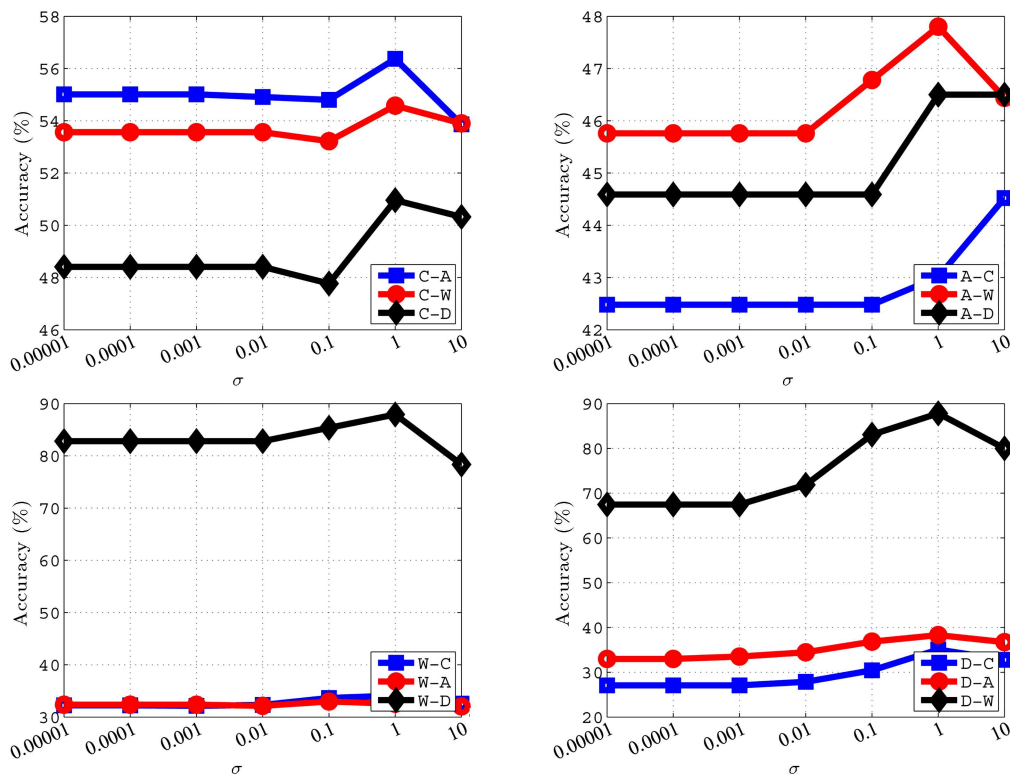 58
56
54
52
50
48
46
Accuracy (%)
C-A
C-W
C-D
0.00001 0.0001 0.001 0.01 0.1 1 10
σ
48
47
46
45
44
43
42
Accuracy (%)
A-C
A-W
A-D
0.00001 0.0001 0.001 0.01 0.1 1 10
σ
90
80
70
60
50
40
30
Accuracy (%)
W-C
W-A
W-D
0.00001 0.0001 0.001 0.01 0.1 1 10
σ
90
80
70
60
50
40
30
20
Accuracy (%)
D-C
D-A
D-W
0.00001 0.0001 0.001 0.01 0.1 1 10
σ